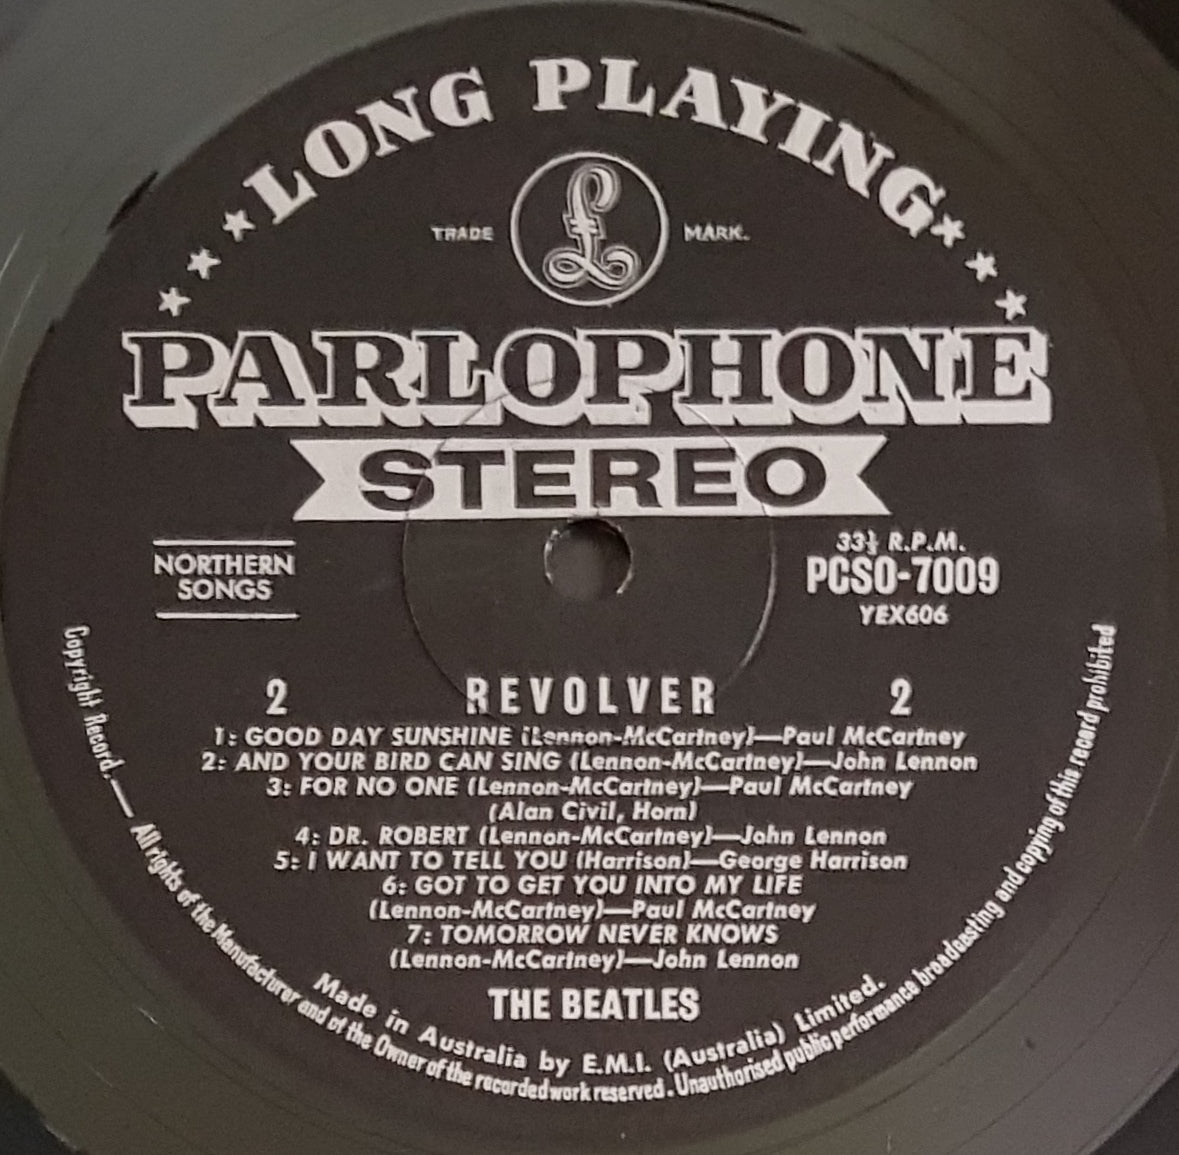 LONG PLAYING
TRADE £ MARK.
PARLOPHONE
STEREO
NORTHERN
SONGS
33⅓ R.P.M.
PCSO-7009
YEX606
2 REVOLVER 2
1: GOOD DAY SUNSHINE (Lennon-McCartney)—Paul McCartney
2: AND YOUR BIRD CAN SING (Lennon-McCartney)—John Lennon
3: FOR NO ONE (Lennon-McCartney)—Paul McCartney
(Alan Civil, Horn)
4: DR. ROBERT (Lennon-McCartney)—John Lennon
5: I WANT TO TELL YOU (Harrison)—George Harrison
6: GOT TO GET YOU INTO MY LIFE
(Lennon-McCartney)—Paul McCartney
7: TOMORROW NEVER KNOWS
(Lennon-McCartney)—John Lennon
THE BEATLES
Made in Australia by E.M.I. (Australia) Limited.
Copyright Record.—All rights of the Manufacturer and of the Owner of the recorded work reserved. Unauthorised public performance broadcasting and copying of this record prohibited